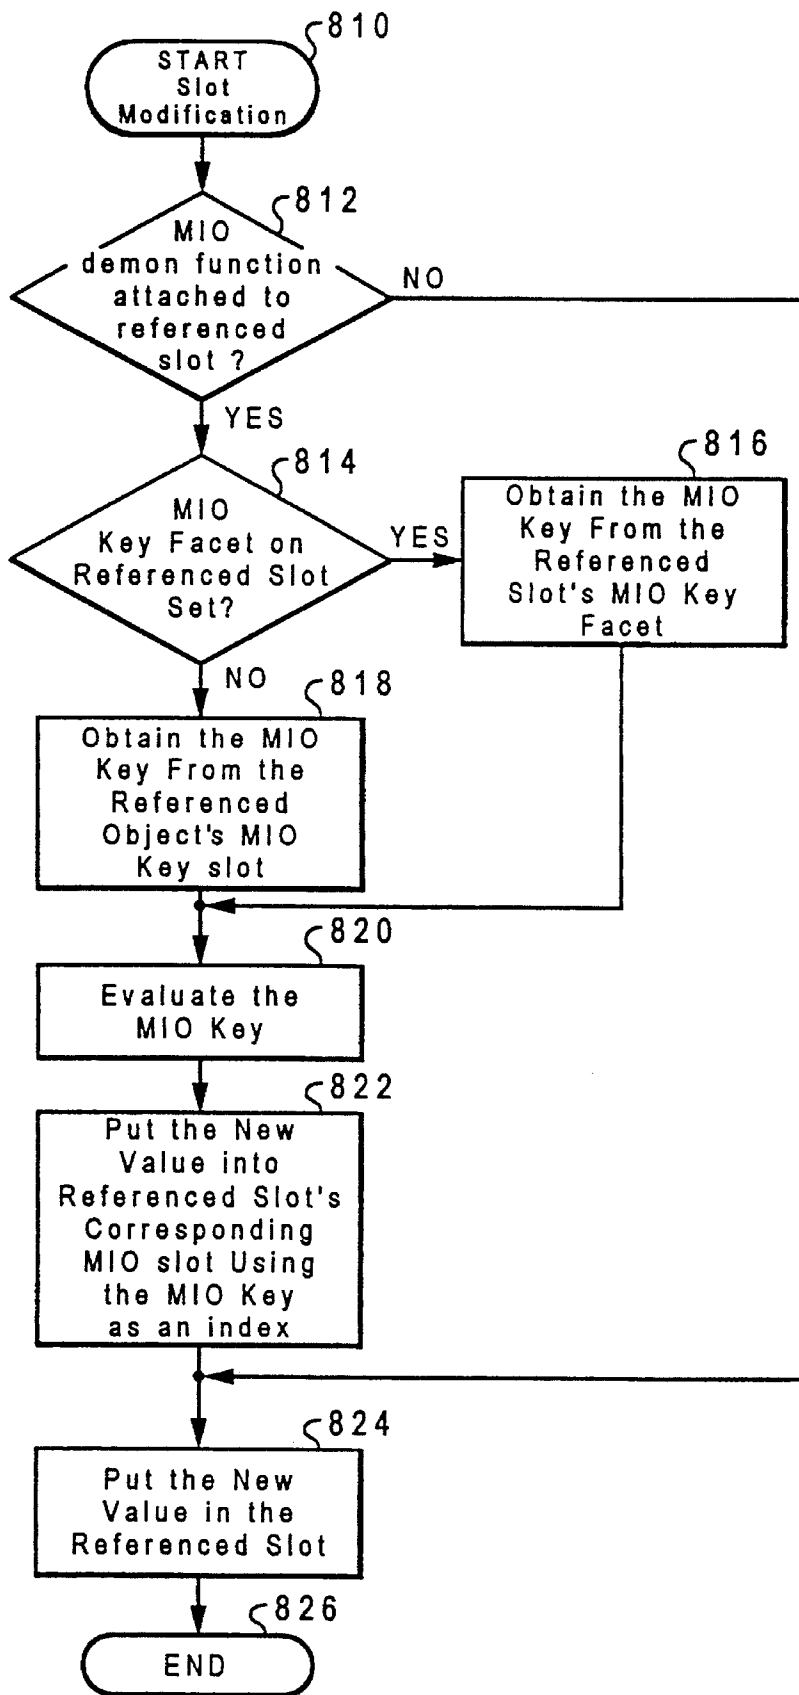 810
START
Slot
Modification
812
MIO
demon function
attached to
referenced
slot ?
NO
YES
814
MIO
Key Facet on
Referenced Slot
Set?
YES
816
Obtain the MIO
Key From the
Referenced
Slot's MIO Key
Facet
NO
818
Obtain the MIO
Key From the
Referenced
Object's MIO
Key slot
820
Evaluate the
MIO Key
822
Put the New
Value into
Referenced Slot's
Corresponding
MIO slot Using
the MIO Key
as an index
824
Put the New
Value in the
Referenced Slot
826
END